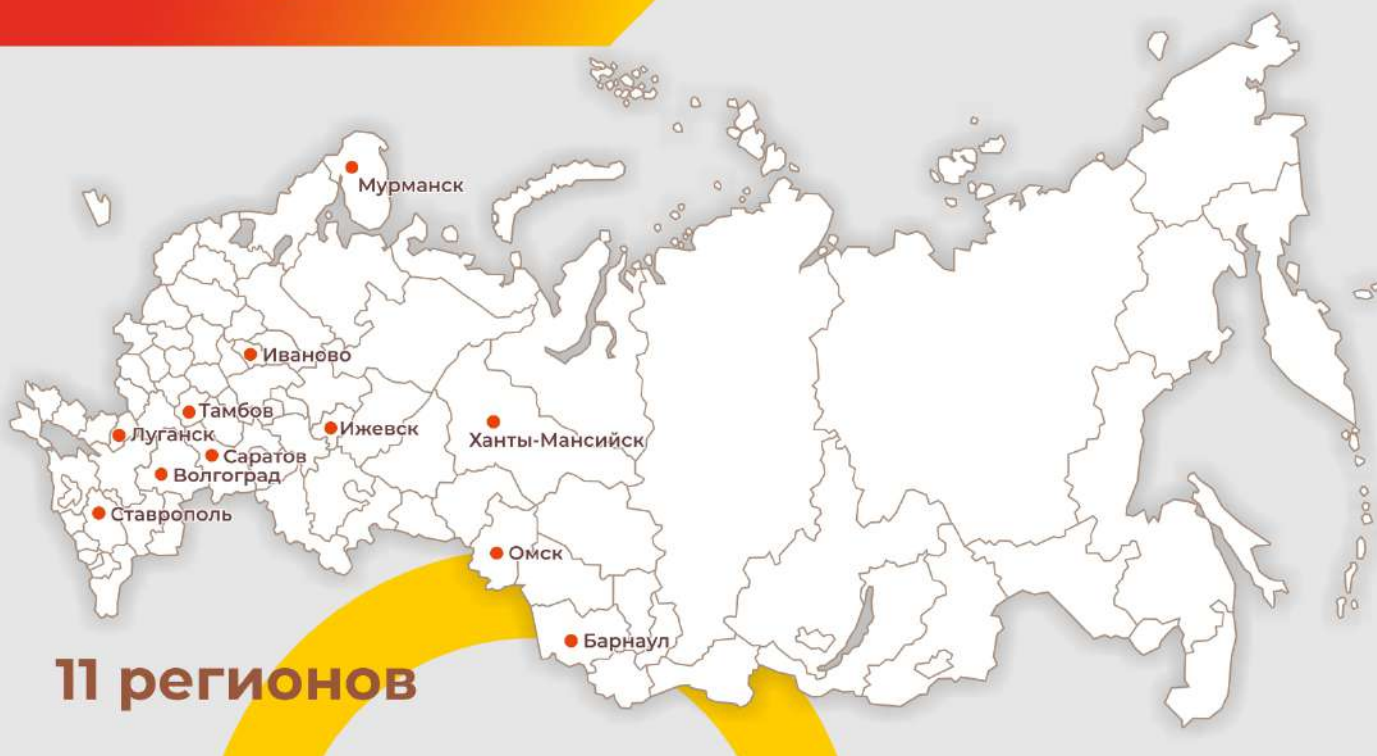 Мурманск
Иваново
Тамбов
Луганск
Ижевск
Ханты-Мансийск
Саратов
Волгоград
Ставрополь
Омск
Барнаул
11 регионов